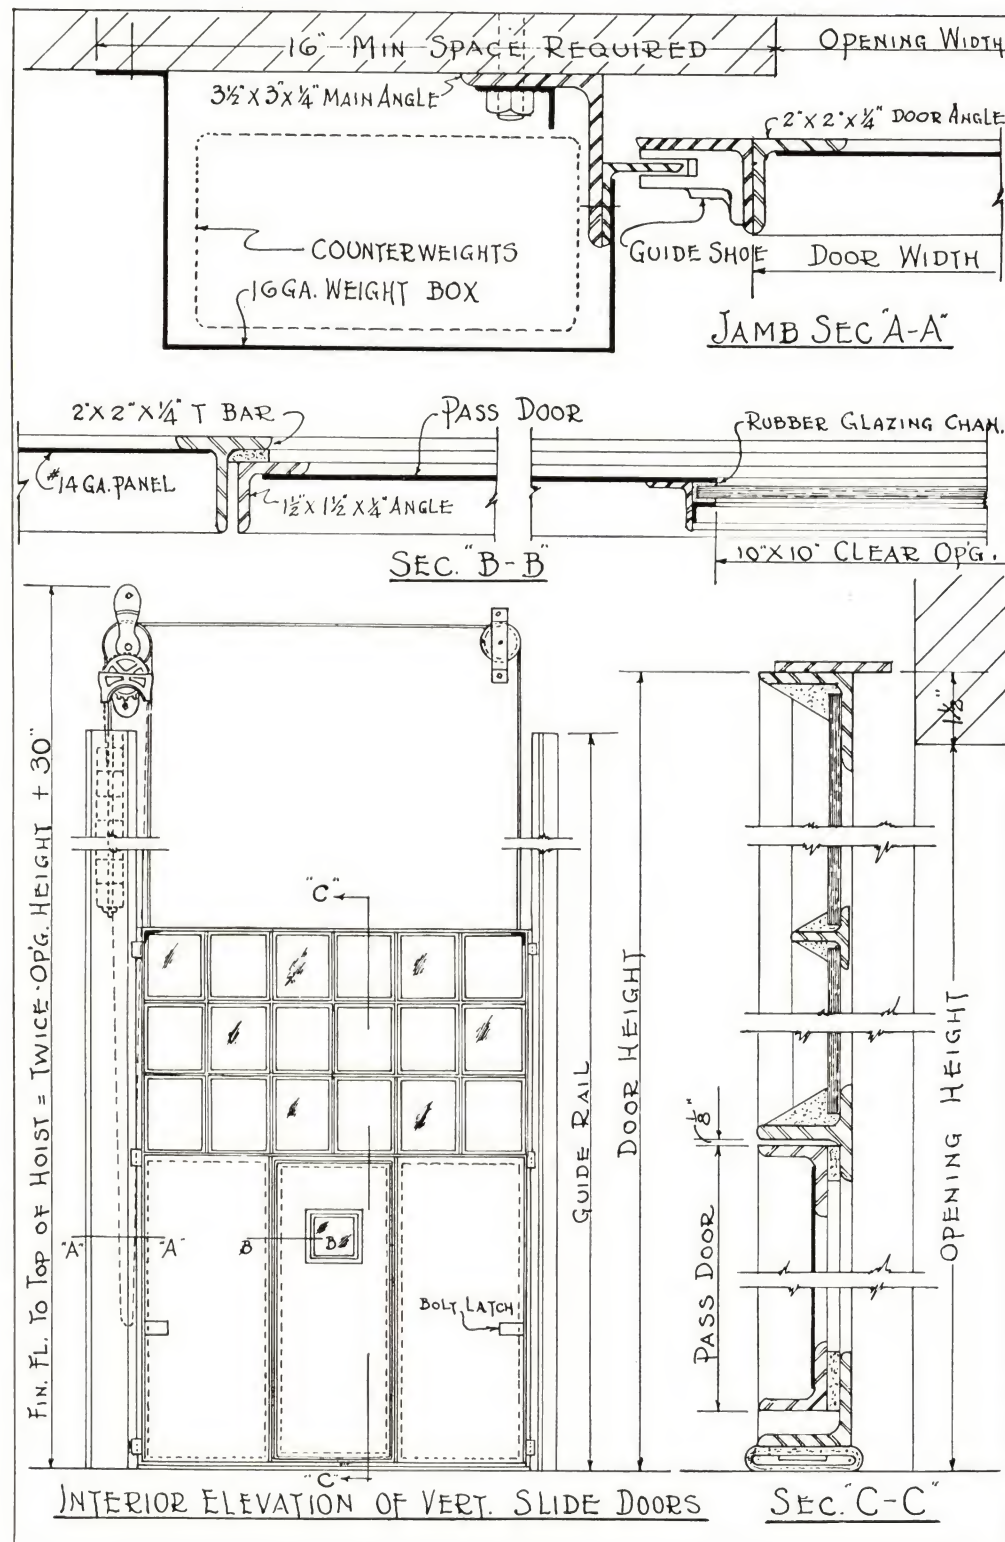 16" MIN SPACE REQUIRED
OPENING WIDTH
3½" X 3" X ¼" MAIN ANGLE
2" X 2" X ¼" DOOR ANGLE
COUNTERWEIGHTS
GUIDE SHOE
DOOR WIDTH
16 GA. WEIGHT BOX
JAMB SEC "A-A"
2" X 2" X ¼" T BAR
PASS DOOR
RUBBER GLAZING CHAN.
#14 GA. PANEL
1½" X 1½" X ¼" ANGLE
SEC. "B-B"
10" X 10" CLEAR OP'G.
FIN. FL. TO TOP OF HOIST = TWICE OP'G. HEIGHT + 30"
"C"
"A"
"A"
B
B
BOLT LATCH
"C"
GUIDE RAIL
DOOR HEIGHT
1½"
⅛"
PASS DOOR
OPENING HEIGHT
INTERIOR ELEVATION OF VERT. SLIDE DOORS
SEC. "C-C"